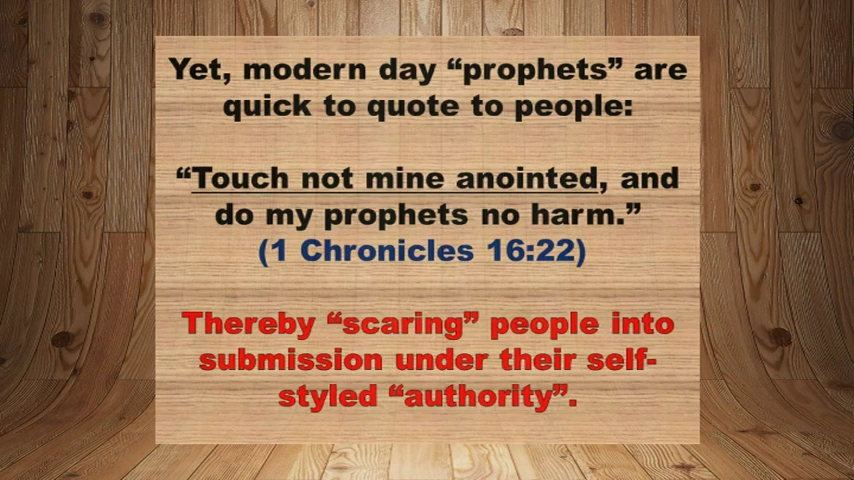 Yet, modern day “prophets” are
quick to quote to people:
“Touch not mine anointed, and
do my prophets no harm.”
(1 Chronicles 16:22)
Thereby “scaring” people into
submission under their self-
styled “authority”.